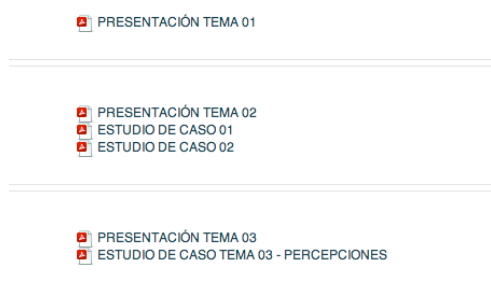 PRESENTACIÓN TEMA 01
PRESENTACIÓN TEMA 02
ESTUDIO DE CASO 01
ESTUDIO DE CASO 02
PRESENTACIÓN TEMA 03
ESTUDIO DE CASO TEMA 03 - PERCEPCIONES